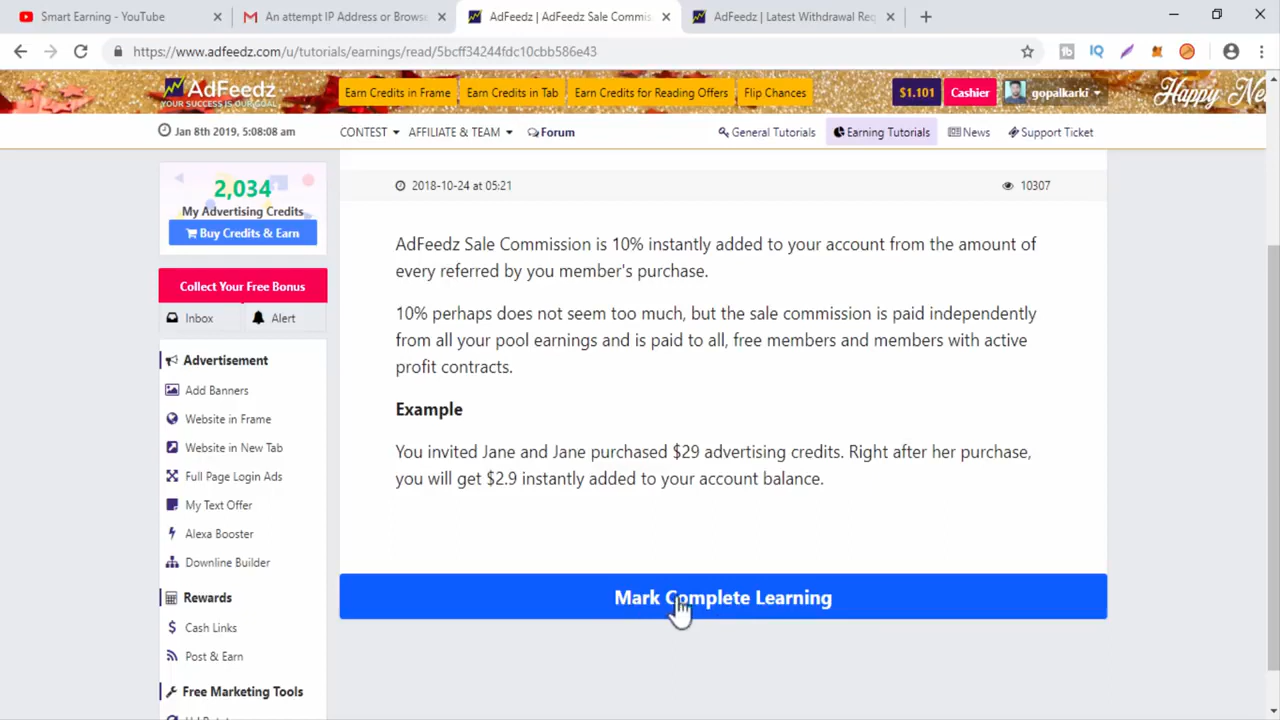 Smart Earning - YouTube
An attempt IP Address or Browse
AdFeedz | AdFeedz Sale Commis
AdFeedz | Latest Withdrawal Req
https://www.adfeedz.com/u/tutorials/earnings/read/5bcff34244fdc10cbb586e43
AdFeedz
YOUR SUCCESS IS OUR GOAL
Earn Credits in Frame
Earn Credits in Tab
Earn Credits for Reading Offers
Flip Chances
$1.101
Cashier
gopalkarki
Happy Ne
Jan 8th 2019, 5:08:08 am
CONTEST
AFFILIATE & TEAM
Forum
General Tutorials
Earning Tutorials
News
Support Ticket
2,034
My Advertising Credits
Buy Credits & Earn
Collect Your Free Bonus
Inbox
Alert
Advertisement
Add Banners
Website in Frame
Website in New Tab
Full Page Login Ads
My Text Offer
Alexa Booster
Downline Builder
Rewards
Cash Links
Post & Earn
Free Marketing Tools
2018-10-24 at 05:21
10307
AdFeedz Sale Commission is 10% instantly added to your account from the amount of
every referred by you member's purchase.
10% perhaps does not seem too much, but the sale commission is paid independently
from all your pool earnings and is paid to all, free members and members with active
profit contracts.
Example
You invited Jane and Jane purchased $29 advertising credits. Right after her purchase,
you will get $2.9 instantly added to your account balance.
Mark Complete Learning